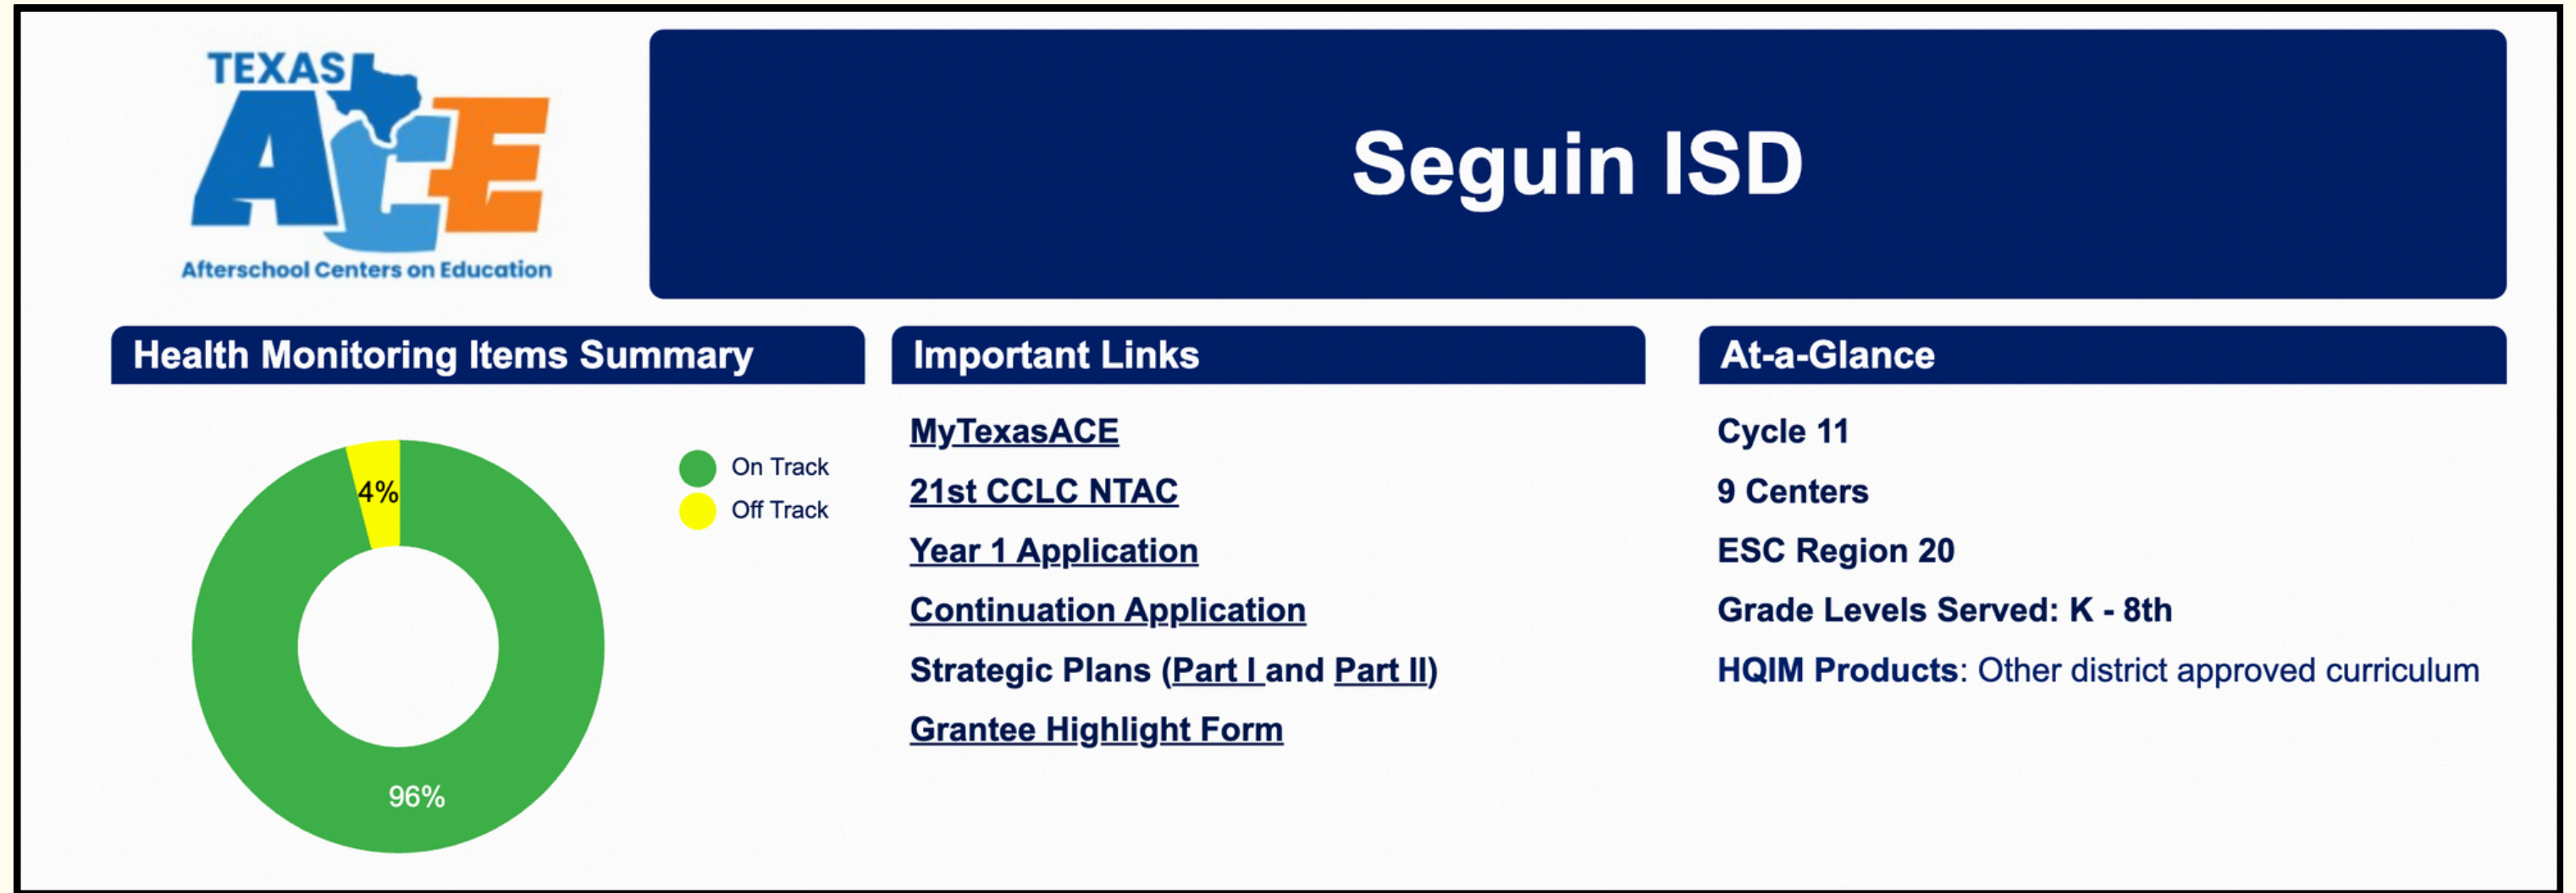 TEXAS
ACE
Afterschool Centers on Education
Seguin ISD
Health Monitoring Items Summary
4%
96%
On Track
Off Track
Important Links
MyTexasACE
21st CCLC NTAC
Year 1 Application
Continuation Application
Strategic Plans (Part I and Part II)
Grantee Highlight Form
At-a-Glance
Cycle 11
9 Centers
ESC Region 20
Grade Levels Served: K - 8th
HQIM Products: Other district approved curriculum